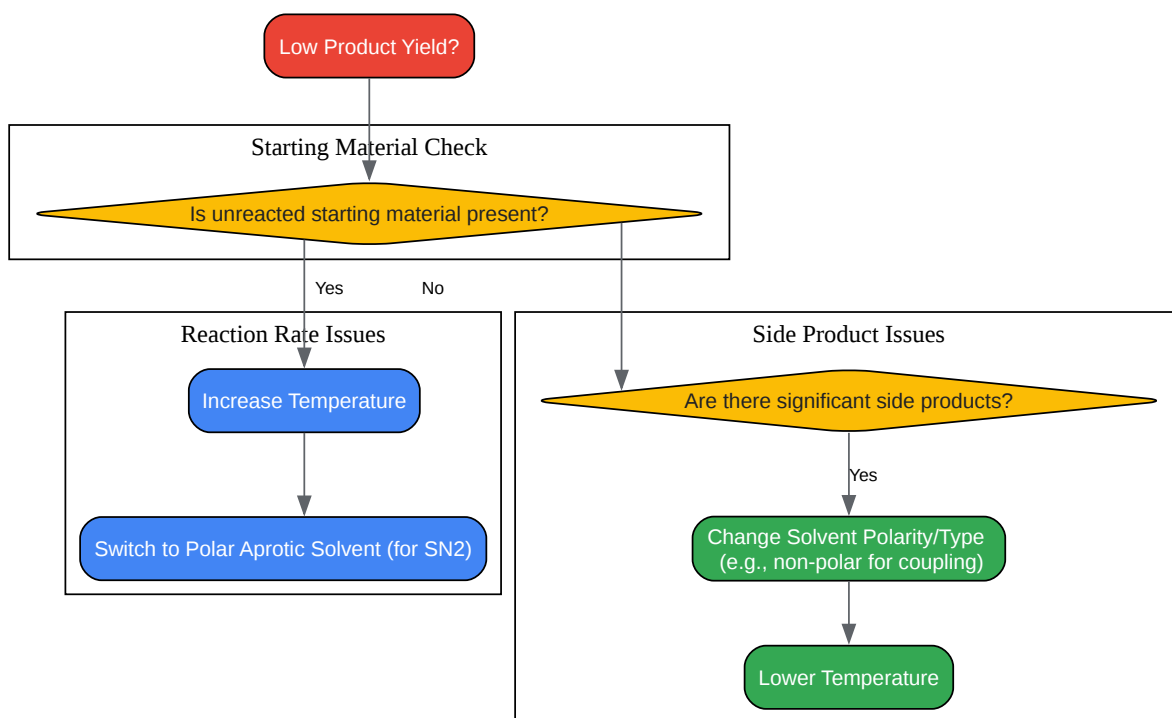 Low Product Yield?
Starting Material Check
Is unreacted starting material present?
Yes
No
Reaction Rate Issues
Side Product Issues
Increase Temperature
Are there significant side products?
Yes
Switch to Polar Aprotic Solvent (for SN2)
Change Solvent Polarity/Type
(e.g., non-polar for coupling)
Lower Temperature